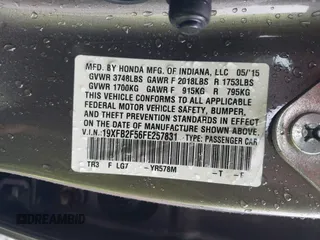 MFD. BY HONDA MFG. OF INDIANA, LLC 05/'15
GVWR 3748LBS GAWR F 2018LBS R 1753LBS
GVWR 1700KG GAWR F 915KG R 795KG
THIS VEHICLE CONFORMS TO ALL APPLICABLE
FEDERAL MOTOR VEHICLE SAFETY, BUMPER,
AND THEFT PREVENTION STANDARDS IN EFFECT
ON THE DATE OF MANUFACTURE SHOWN ABOVE.
V.I.N.: 19XFB2F56FE257831 TYPE: PASSENGER CAR
TR3 F LG7 -YR578M -T -F
DREAMBID